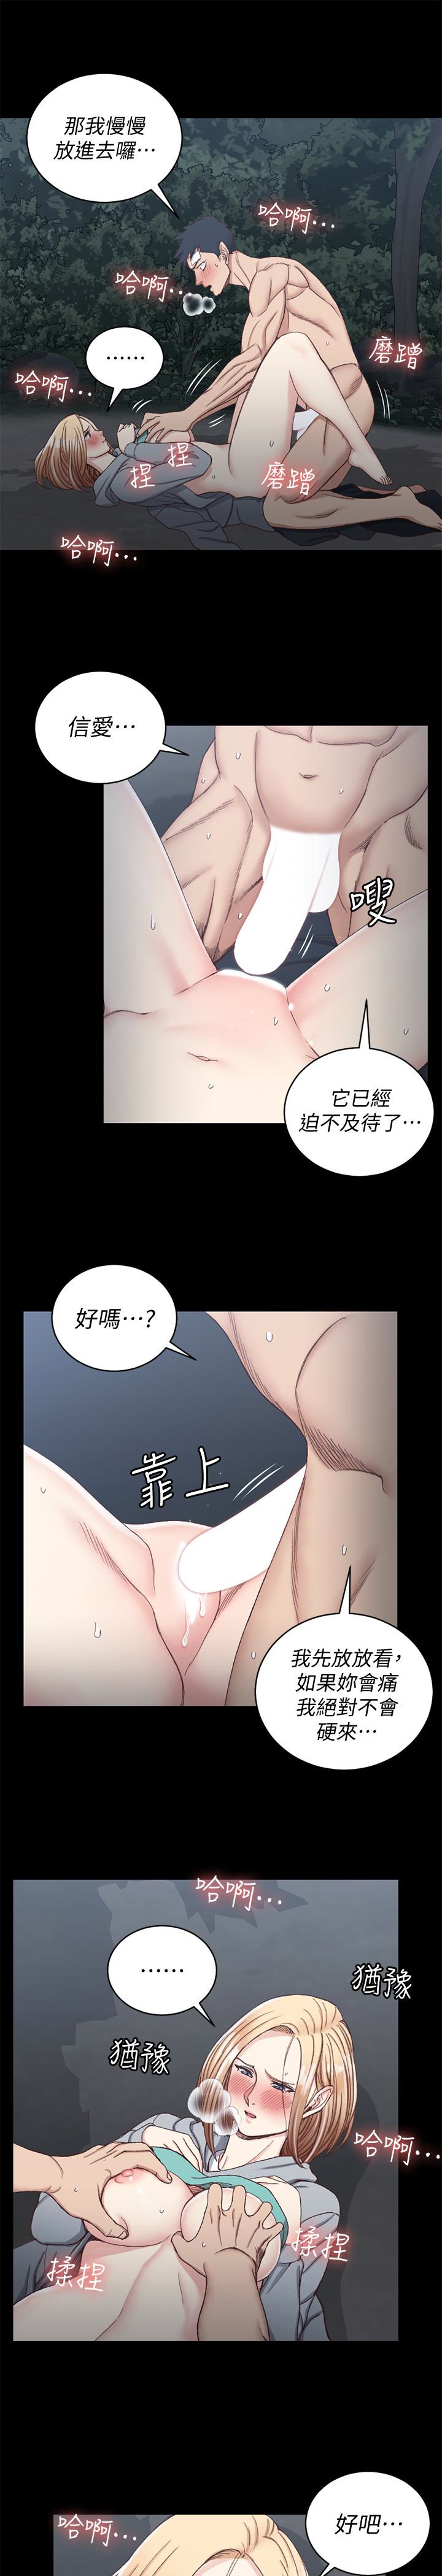 那我慢慢
放進去囉…
哈啊…
哈啊…
……
磨蹭
哈啊…
捏
捏
磨蹭
哈啊…
信愛…
嗖
它已經
迫不及待了…
好嗎…?
靠上
我先放放看，
如果妳會痛
我絕對不會
硬來…
哈啊…
……
猶豫
猶豫
哈啊…
揉捏
揉捏
哈啊…
好吧…
哈啊…